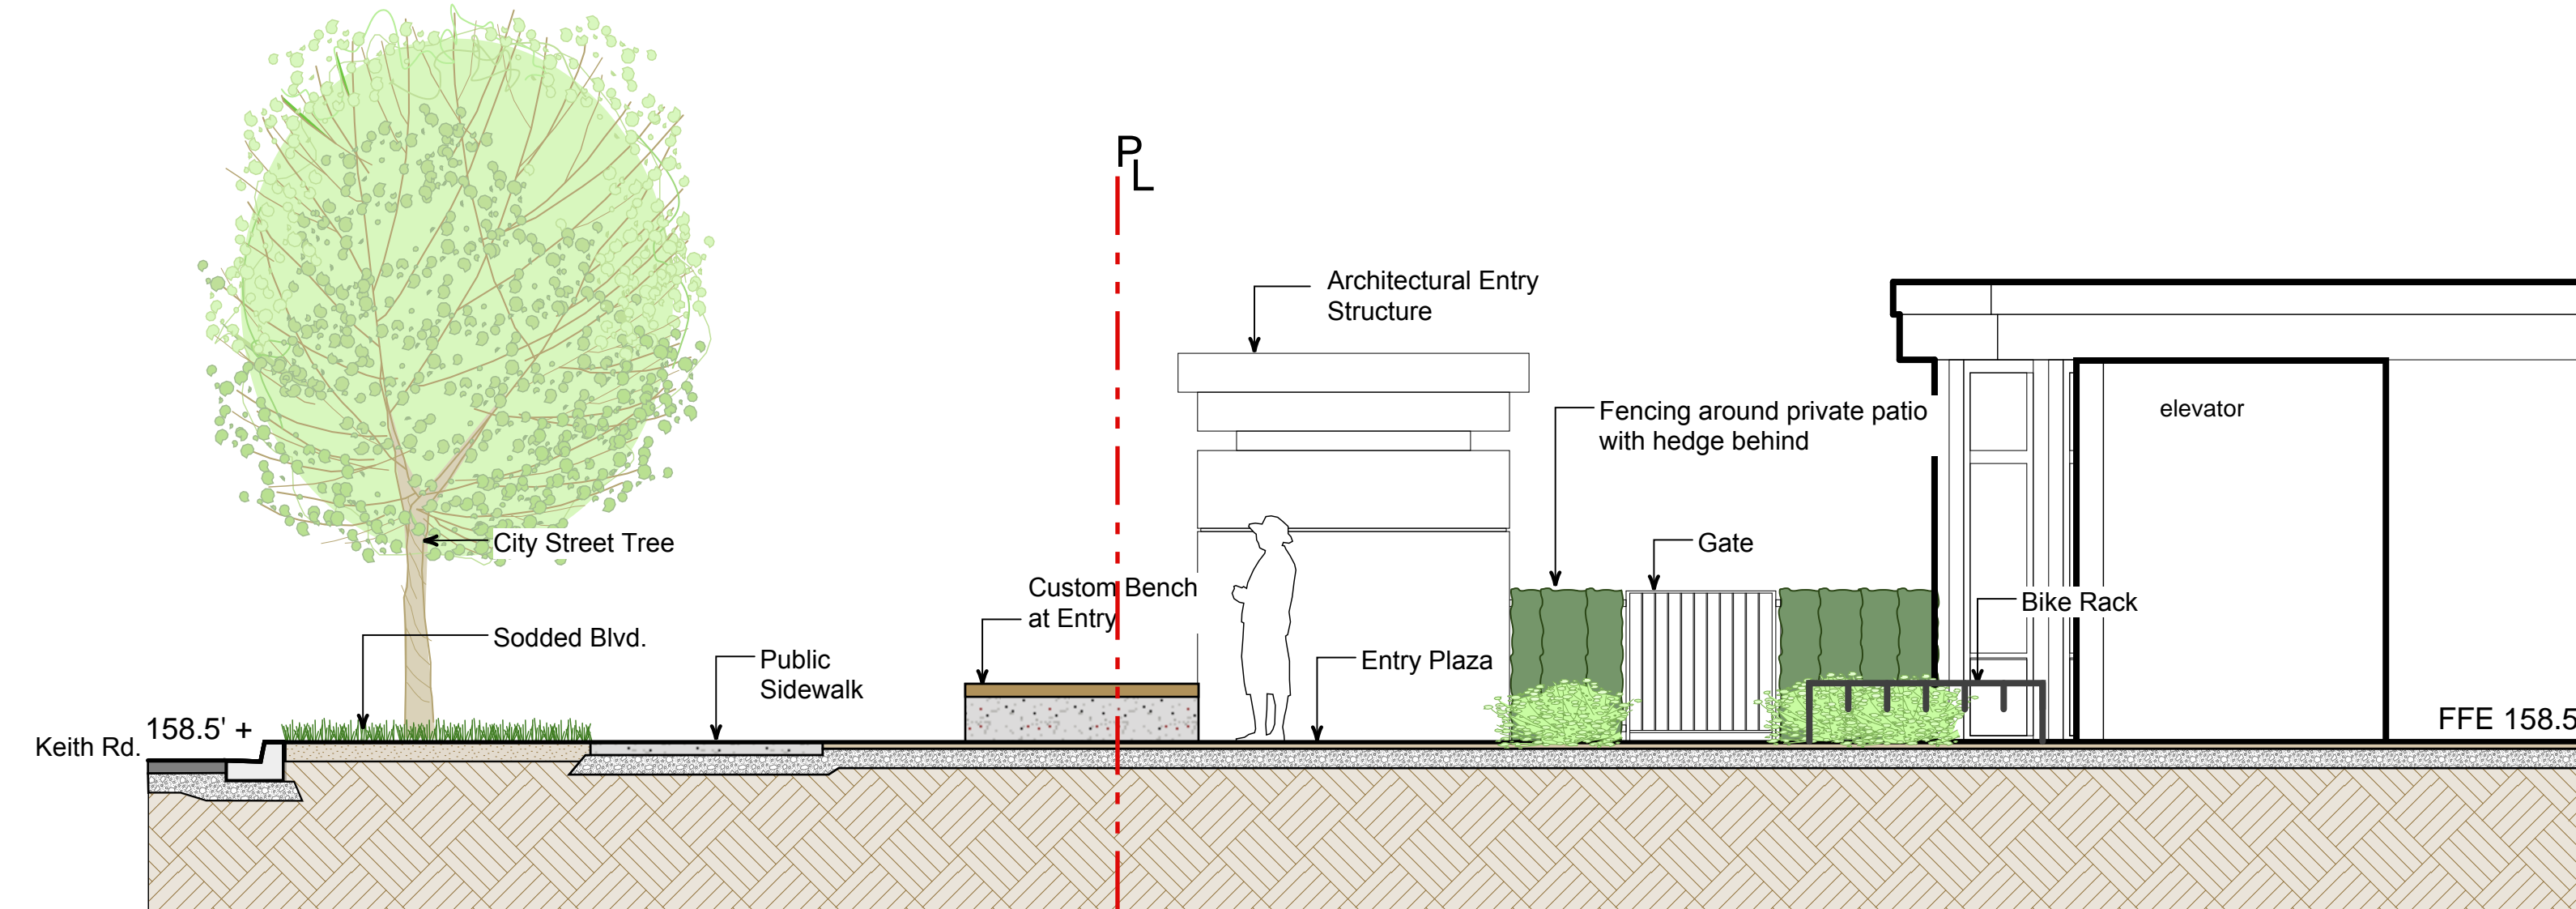 PL
Architectural Entry
Structure
Fencing around private patio
with hedge behind
elevator
City Street Tree
Gate
Custom Bench
at Entry
Bike Rack
Sodded Blvd.
Public
Sidewalk
Entry Plaza
158.5' +
FFE 158.5
Keith Rd.